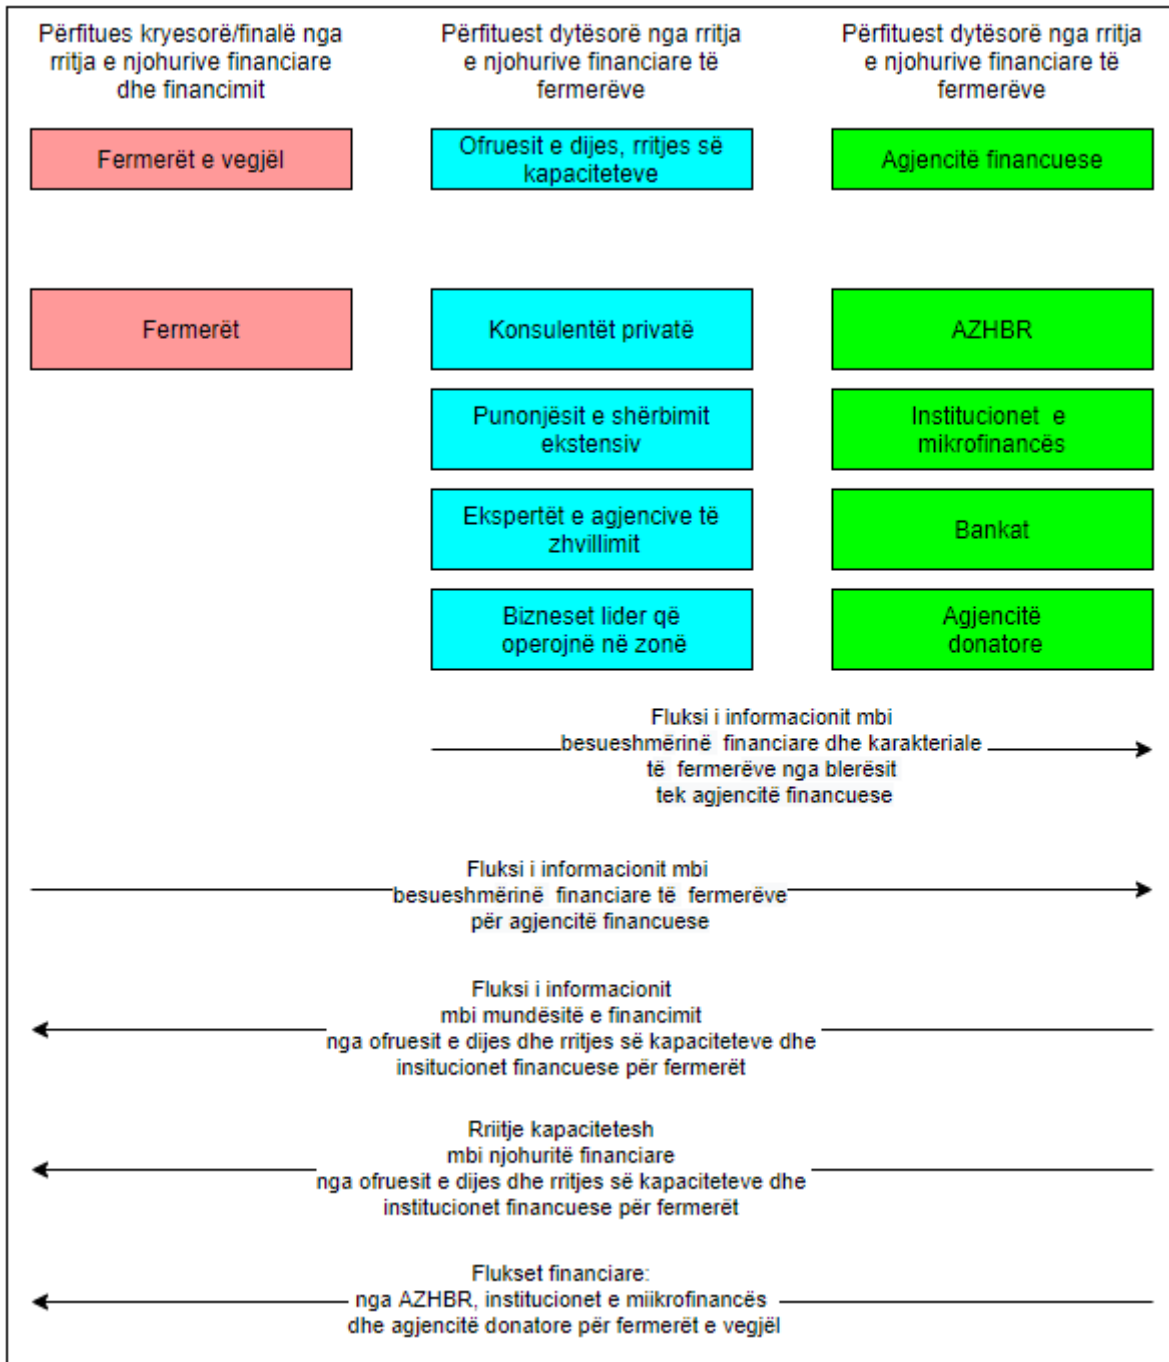 Përfitues kryesorë/finalë nga
rritja e njohurive financiare
dhe financimit
Përfituest dytësorë nga rritja
e njohurive financiare të
fermerëve
Përfituest dytësorë nga rritja
e njohurive financiare të
fermerëve
Fermerët e vegjël
Ofruesit e dijes, rritjes së
kapaciteteve
Agjencitë financuese
Fermerët
Konsulentët privatë
AZHBR
Punonjësit e shërbimit
ekstensiv
Institucionet e
mikrofinancës
Ekspertët e agjencive të
zhvillimit
Bankat
Bizneset lider që
operojnë në zonë
Agjencitë
donatore
Fluksi i informacionit mbi
besueshmërinë financiare dhe karakteriale
të fermerëve nga blerësit
tek agjencitë financuese
Fluksi i informacionit mbi
besueshmërinë financiare të fermerëve
për agjencitë financuese
Fluksi i informacionit
mbi mundësitë e financimit
nga ofruesit e dijes dhe rritjes së kapaciteteve dhe
insitucionet financuese për fermerët
Rriitje kapacitetesh
mbi njohuritë financiare
nga ofruesit e dijes dhe rritjes së kapaciteteve dhe
institucionet financuese për fermerët
Flukset financiare:
nga AZHBR, institucionet e miikrofinancës
dhe agjencitë donatore për fermerët e vegjël